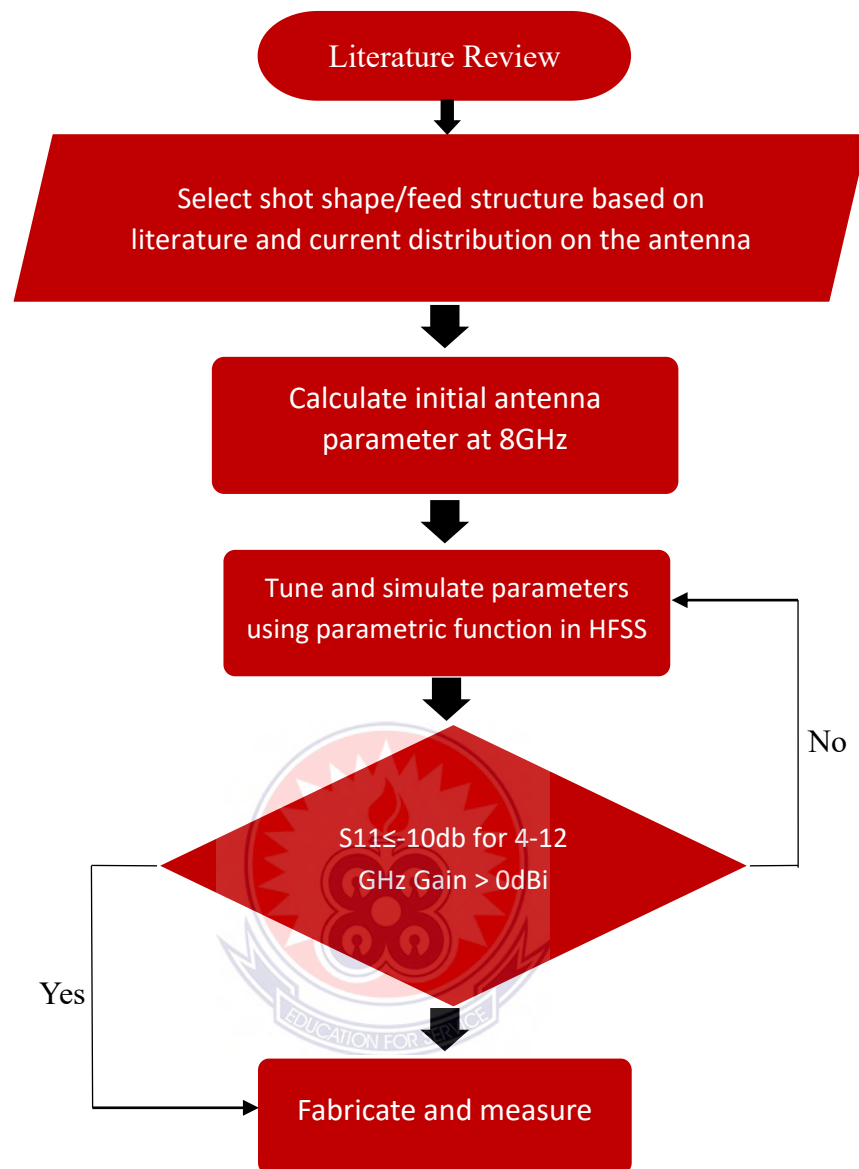 Literature Review
Select shot shape/feed structure based on
literature and current distribution on the antenna
Calculate initial antenna
parameter at 8GHz
Tune and simulate parameters
using parametric function in HFSS
No
S11≤-10db for 4-12
GHz Gain > 0dBi
Yes
EDUCATION FOR SERVICE
Fabricate and measure